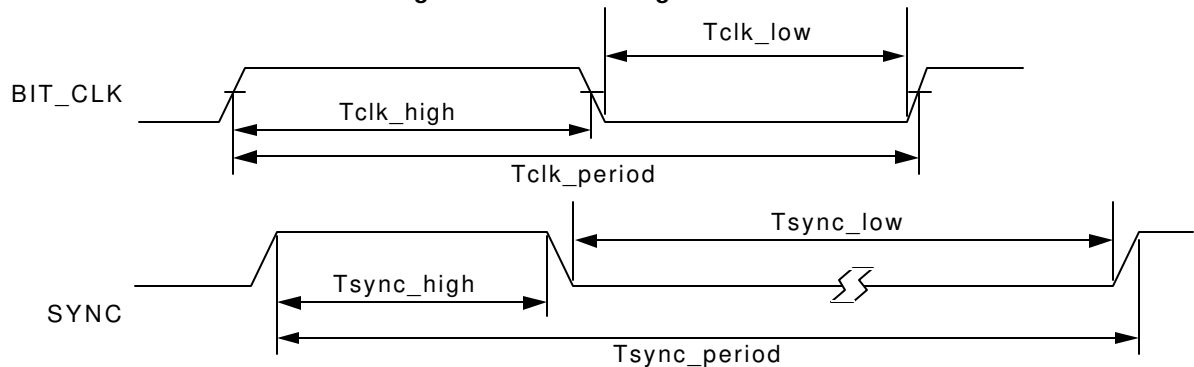 Tclk_low
BIT_CLK
Tclk_high
Tclk_period
Tsync_low
Tsync_high
SYNC
Tsync_period